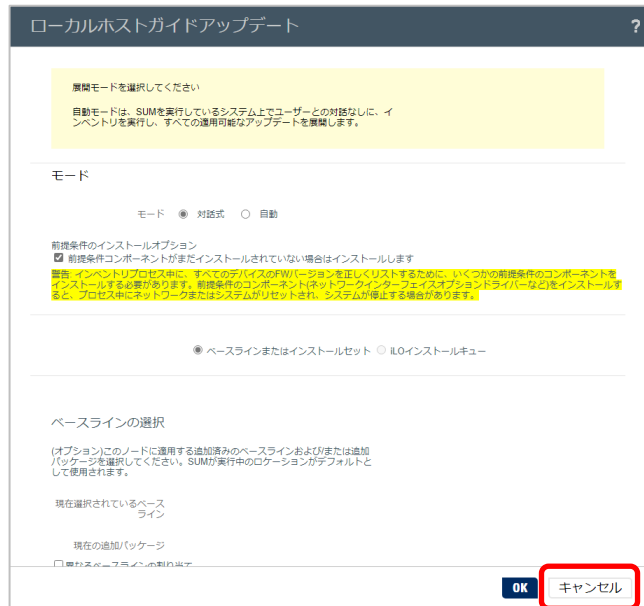 ローカルホストガイドアップデート
?
展開モードを選択してください
自動モードは、SUMを実行しているシステム上でユーザーとの対話なしに、イ
ンベントリを実行し、すべての適用可能なアップデートを展開します。
モード
モード 対話式 自動
前提条件のインストールオプション
前提条件コンポーネントがまだインストールされていない場合はインストールします
警告: インベントリプロセス中に、すべてのデバイスのFWバージョンを正しくリストするために、いくつかの前提条件のコンポーネントを
インストールする必要があります。前提条件のコンポーネント(ネットワークインターフェイスオプションドライバーなど)をインストールす
ると、プロセス中にネットワークまたはシステムがリセットされ、システムが停止する場合があります。
ベースラインまたはインストールセット iLOインストールキュー
ベースラインの選択
(オプション)このノードに適用する追加済みのベースラインおよび/または追加
パッケージを選択してください。SUMが実行中のロケーションがデフォルトと
して使用されます。
現在選択されているベース
ライン
現在の追加パッケージ
異なるベースラインの割り当て
OK キャンセル